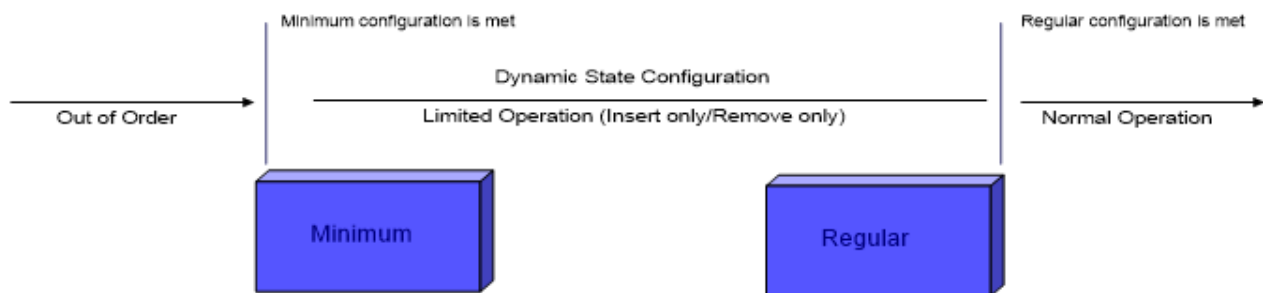 Minimum configuration is met
Regular configuration is met
Dynamic State Configuration
Out of Order
Limited Operation (Insert only/Remove only)
Normal Operation
Minimum
Regular